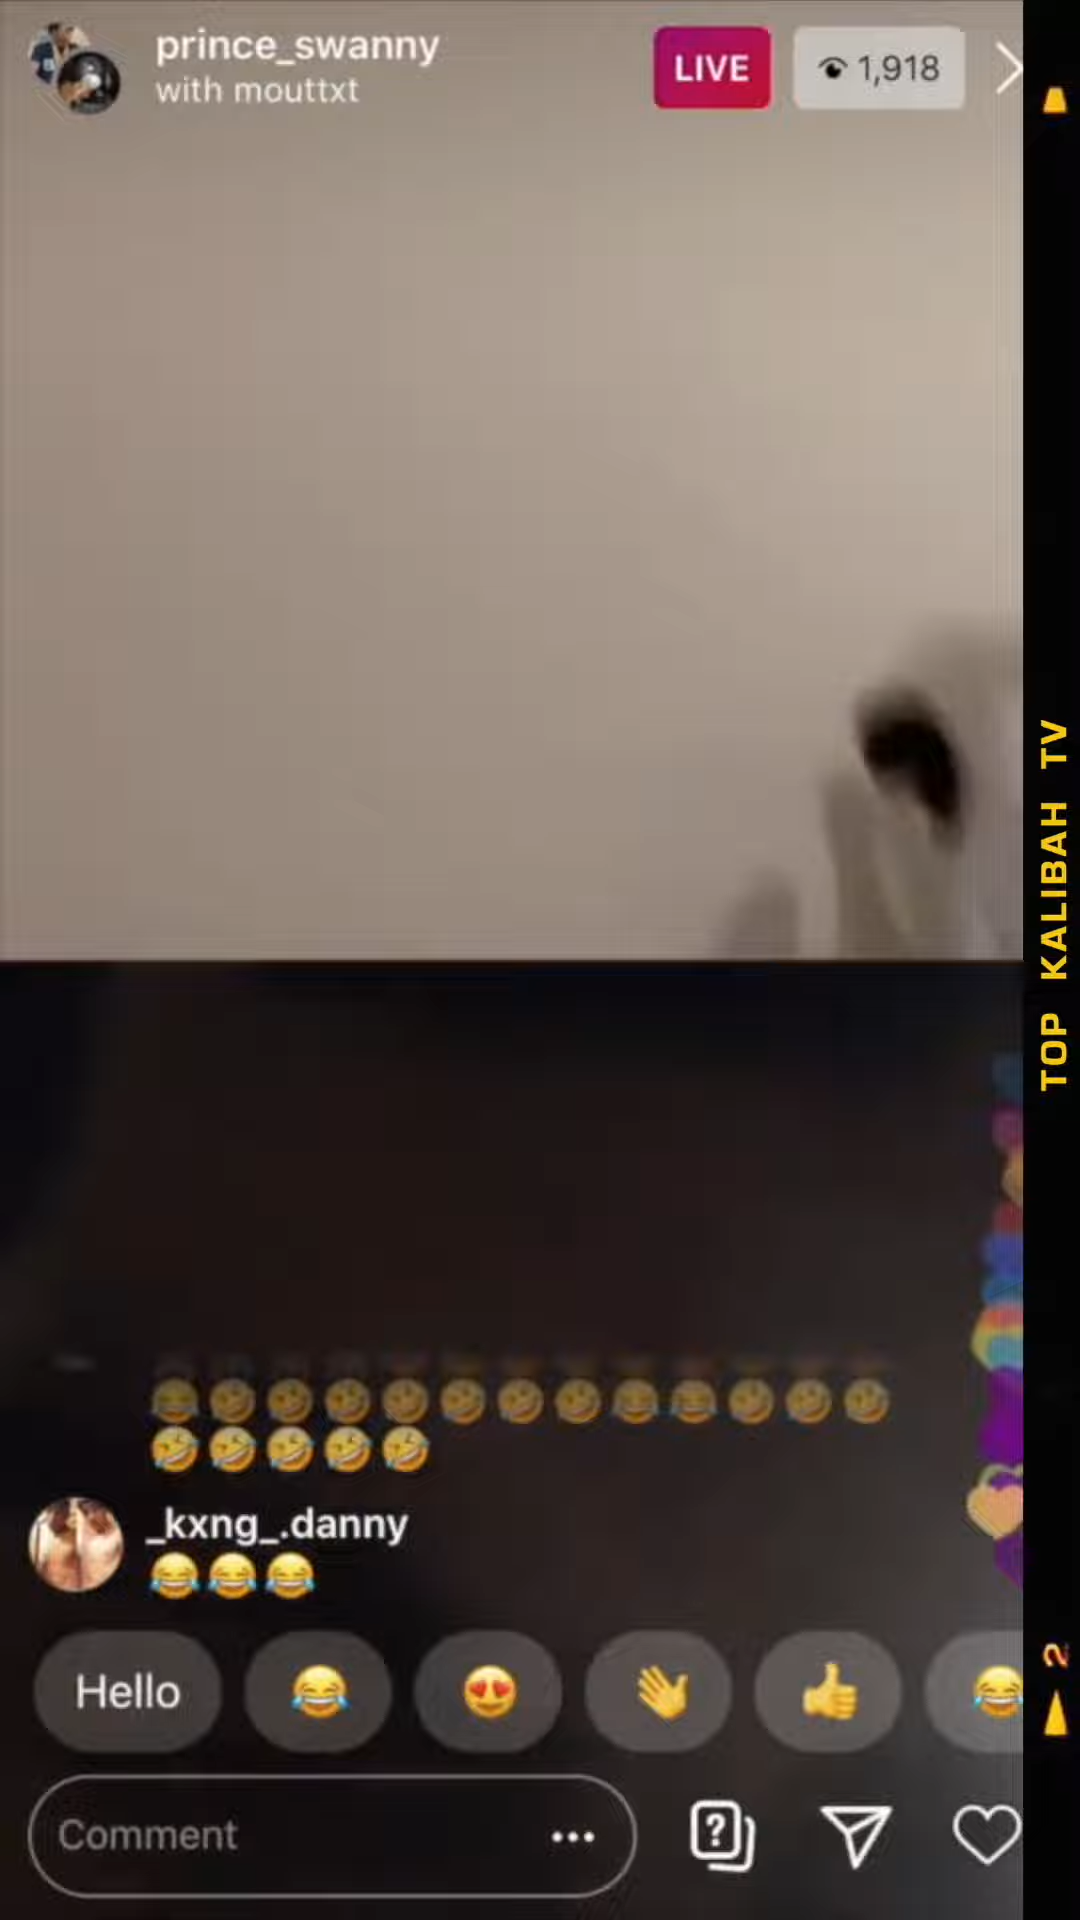 prince_swanny
with mouttxt
LIVE
1,918
TOP KALIBAH TV
😂🤣🤣🤣🤣🤣🤣🤣😂😂🤣🤣🤣
🤣🤣🤣🤣🤣
_kxng_.danny
😂😂😂
Hello 😂 😍 👋 👍 😂
Comment